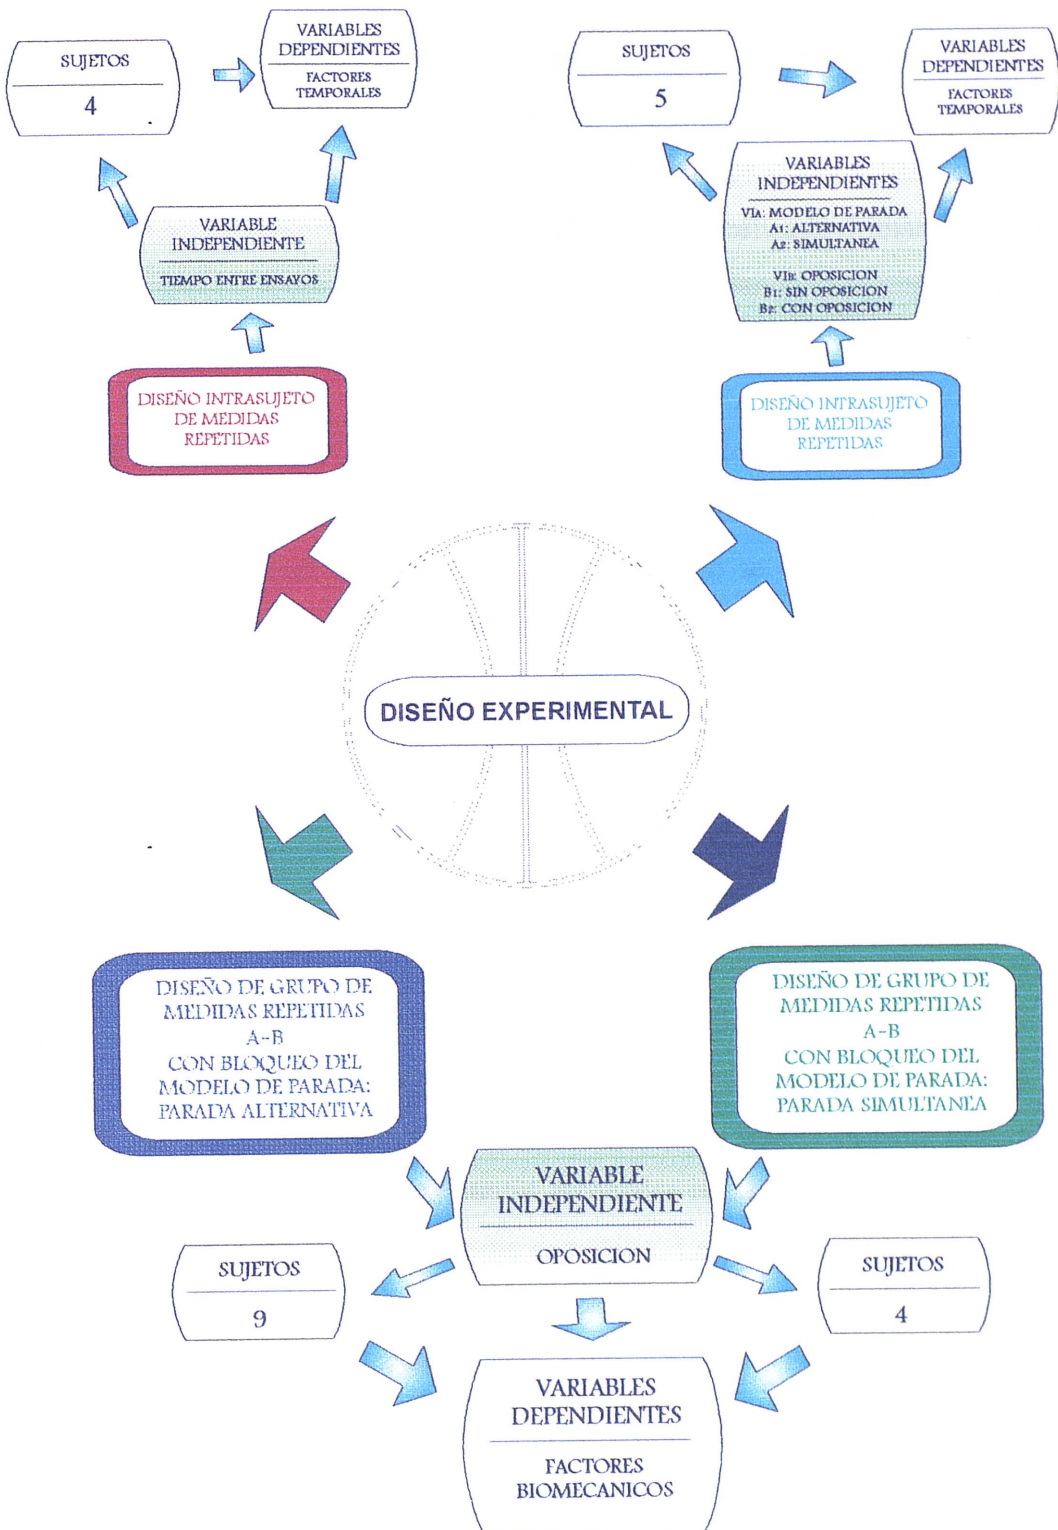 SUJETOS
4
VARIABLES
DEPENDIENTES
FACTORES
TEMPORALES
VARIABLE
INDEPENDIENTE
TIEMPO ENTRE ENSAYOS
DISEÑO INTRASUJETO
DE MEDIDAS
REPETIDAS
SUJETOS
5
VARIABLES
DEPENDIENTES
FACTORES
TEMPORALES
VARIABLES
INDEPENDIENTES
VIA: MODELO DE PARADA
A1: ALTERNATIVA
A2: SIMULTANEA
VIB: OPOSICION
B1: SIN OPOSICION
B2: CON OPOSICION
DISEÑO INTRASUJETO
DE MEDIDAS
REPETIDAS
DISEÑO EXPERIMENTAL
DISEÑO DE GRUPO DE
MEDIDAS REPETIDAS
A-B
CON BLOQUEO DEL
MODELO DE PARADA:
PARADA ALTERNATIVA
DISEÑO DE GRUPO DE
MEDIDAS REPETIDAS
A-B
CON BLOQUEO DEL
MODELO DE PARADA:
PARADA SIMULTANEA
VARIABLE
INDEPENDIENTE
OPOSICION
SUJETOS
9
SUJETOS
4
VARIABLES
DEPENDIENTES
FACTORES
BIOMECANICOS